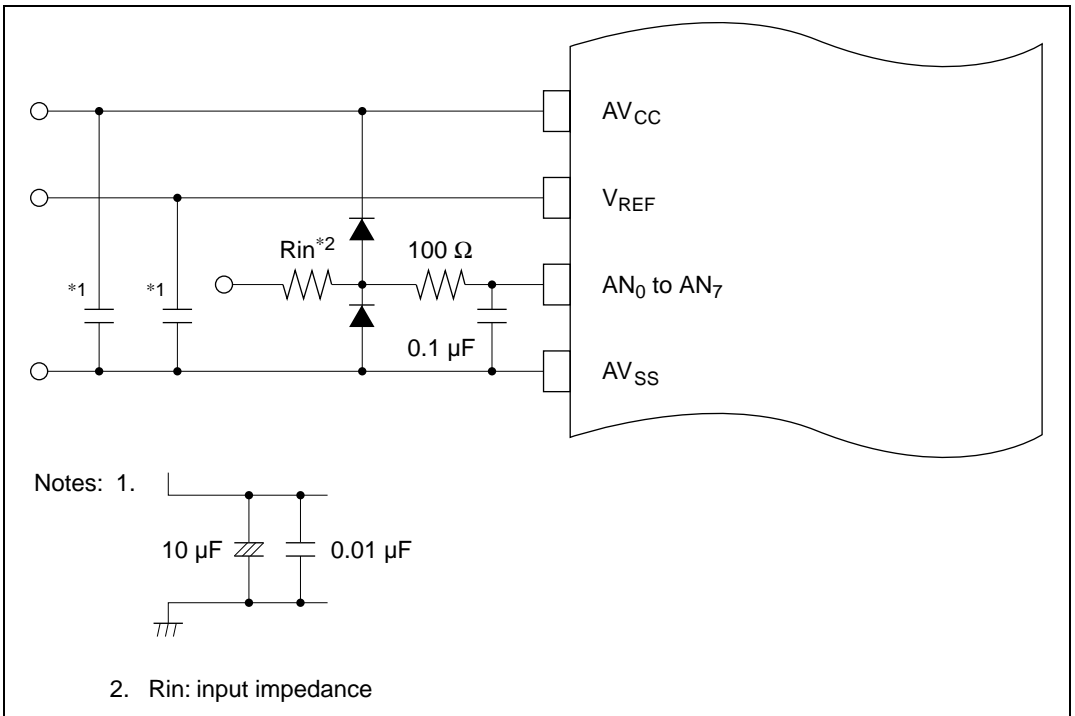 AVCC
VREF
Rin*2
100 Ω
*1
*1
AN0 to AN7
0.1 µF
AVSS
Notes: 1.
10 µF
0.01 µF
2. Rin: input impedance